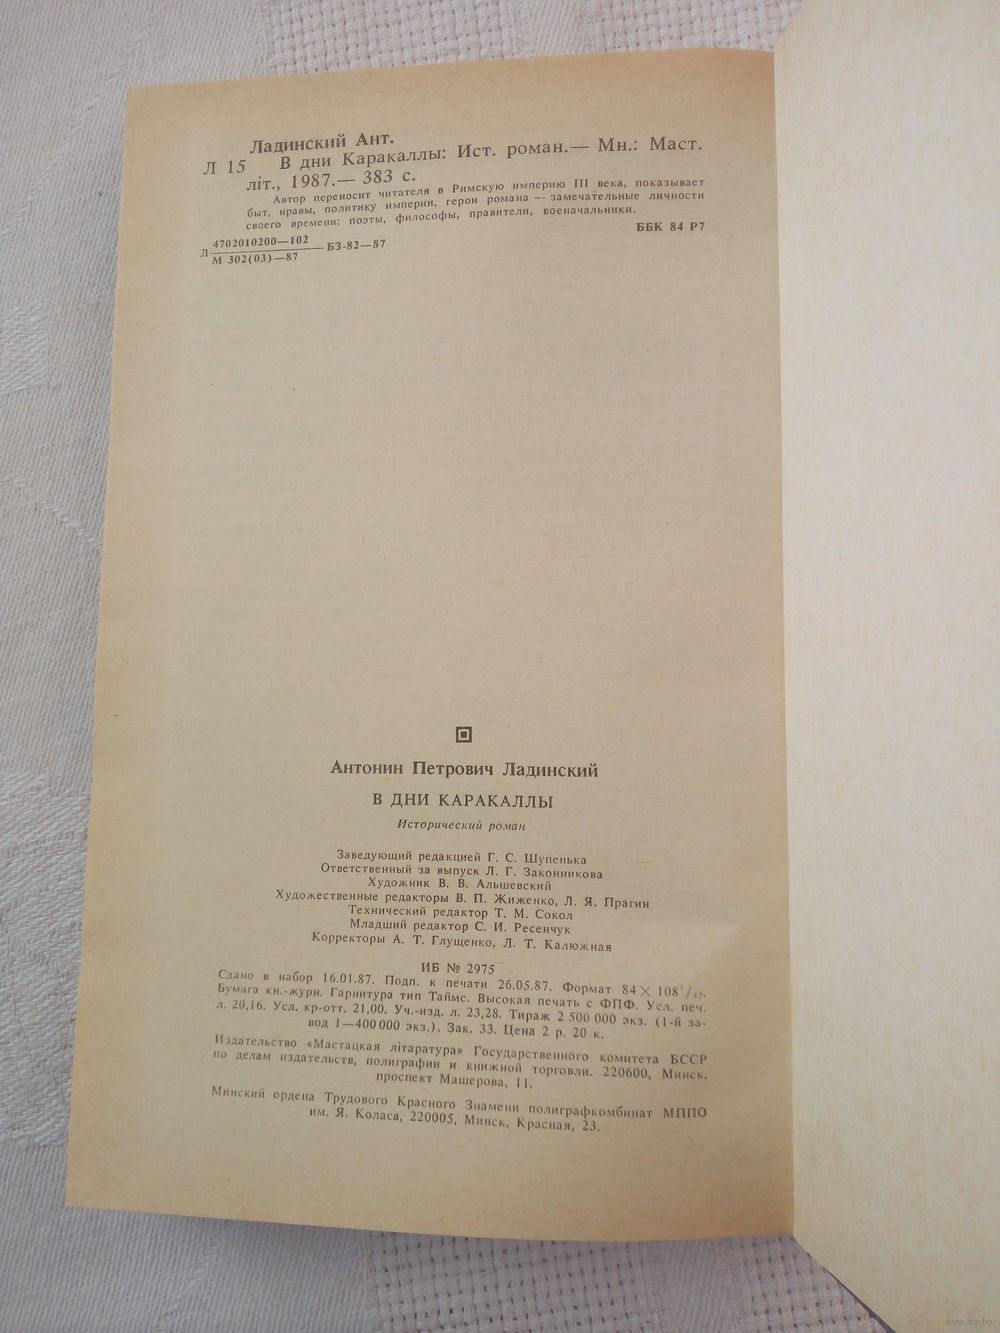 Ладинский Ант.
Л 15 В дни Каракаллы: Ист. роман.— Мн.: Маст.
літ., 1987.— 383 с.
Автор переносит читателя в Римскую империю III века, показывает
быт, нравы, политику империи, герои романа — замечательные личности
своего времени: поэты, философы, правители, военачальники.
ББК 84 Р7
4702010200—102
Л БЗ-82—87
М 302(03)—87
Антонин Петрович Ладинский
В ДНИ КАРАКАЛЛЫ
Исторический роман
Заведующий редакцией Г. С. Шупенька
Ответственный за выпуск Л. Г. Законникова
Художник В. В. Альшевский
Художественные редакторы В. П. Жиженко, Л. Я. Прагин
Технический редактор Т. М. Сокол
Младший редактор С. И. Ресенчук
Корректоры А. Т. Глущенко, Л. Т. Калюжная
ИБ № 2975
Сдано в набор 16.01.87. Подп. к печати 26.05.87. Формат 84×108¹/₃₂.
Бумага кн.-журн. Гарнитура тип Таймс. Высокая печать с ФПФ. Усл. печ.
л. 20,16. Усл. кр-отт. 21,00. Уч.-изд. л. 23,28. Тираж 2 500 000 экз. (1-й за-
вод 1—400 000 экз.). Зак. 33. Цена 2 р. 20 к.
Издательство «Мастацкая літаратура» Государственного комитета БССР
по делам издательств, полиграфии и книжной торговли. 220600, Минск,
проспект Машерова, 11.
Минский ордена Трудового Красного Знамени полиграфкомбинат МППО
им. Я. Коласа, 220005, Минск, Красная, 23.
www.ay.by